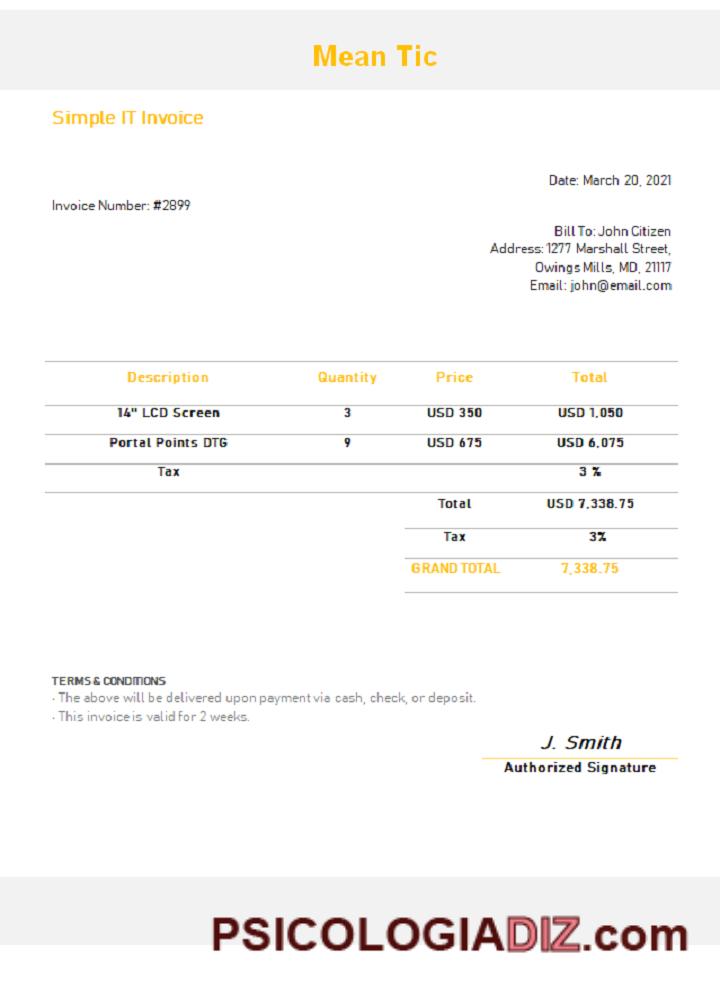 Mean Tic
Simple IT Invoice
Date: March 20, 2021
Invoice Number: #2899
Bill To: John Citizen
Address: 1277 Marshall Street,
Owings Mills, MD, 21117
Email: john@email.com
Description Quantity Price Total
14" LCD Screen 3 USD 350 USD 1,050
Portal Points DTG 9 USD 675 USD 6,075
Tax 3 %
Total USD 7,338.75
Tax 3%
GRAND TOTAL 7,338.75
TERMS & CONDITIONS
· The above will be delivered upon payment via cash, check, or deposit.
· This invoice is valid for 2 weeks.
J. Smith
Authorized Signature
PSICOLOGIADIZ.com